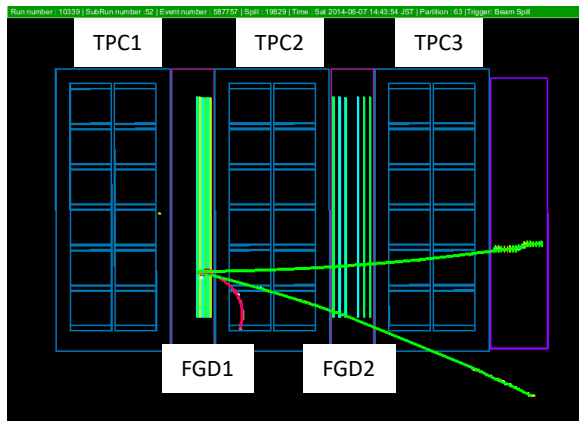 Run number : 10339 | SubRun number :52 | Event number : 587757 | Spill : 19829 | Time : Sat 2014-06-07 14:43:54 JST | Partition : 63 |Trigger: Beam Spill
TPC1 TPC2 TPC3
FGD1 FGD2